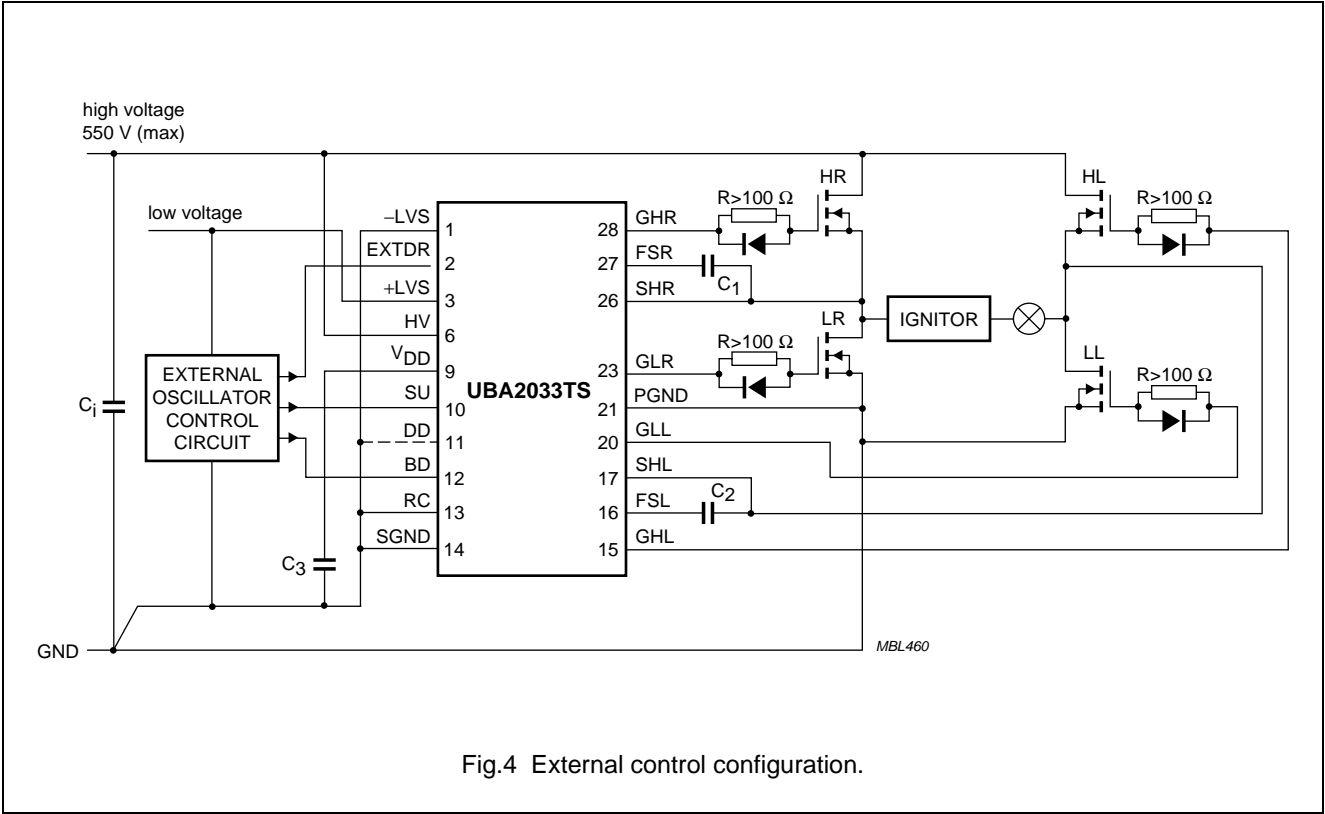 high voltage
550 V (max)
low voltage
−LVS
1
EXTDR
2
+LVS
3
HV
6
VDD
9
SU
10
DD
11
BD
12
RC
13
SGND
14
EXTERNAL
OSCILLATOR
CONTROL
CIRCUIT
Ci
C3
GND
UBA2033TS
28
GHR
27
FSR
26
SHR
23
GLR
21
PGND
20
GLL
17
SHL
16
FSL
15
GHL
R>100 Ω
HR
C1
R>100 Ω
LR
C2
IGNITOR
HL
R>100 Ω
LL
R>100 Ω
MBL460
Fig.4 External control configuration.